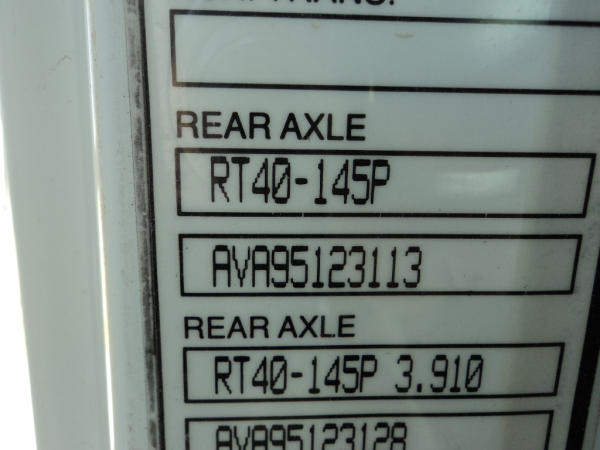 REAR AXLE
RT40-145P
AVA95123113
REAR AXLE
RT40-145P 3.910
AVA95123128